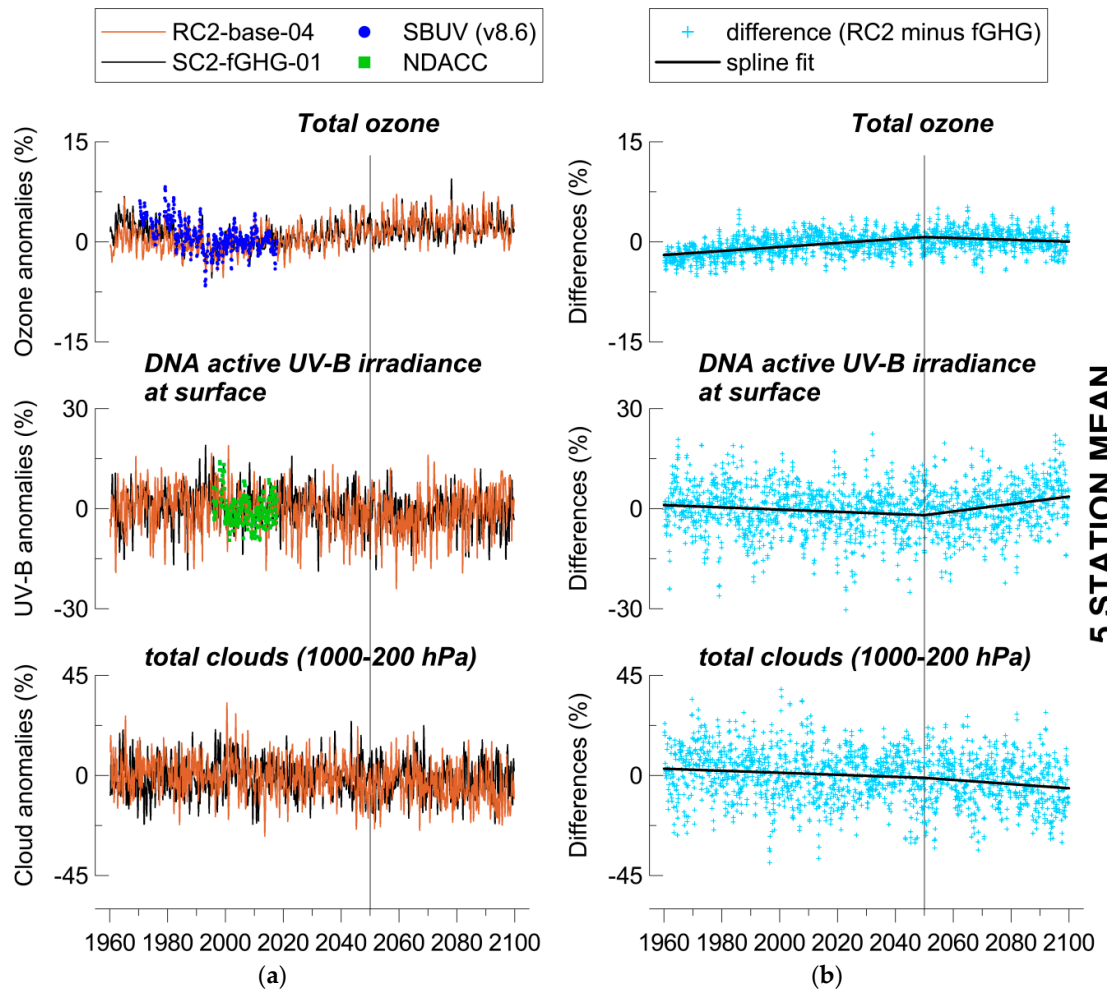 RC2-base-04
SC2-fGHG-01
SBUV (v8.6)
NDACC
difference (RC2 minus fGHG)
spline fit
Total ozone
Ozone anomalies (%)
15
0
-15
Total ozone
Differences (%)
15
0
-15
DNA active UV-B irradiance
at surface
UV-B anomalies (%)
30
0
-30
DNA active UV-B irradiance
at surface
Differences (%)
30
0
-30
total clouds (1000-200 hPa)
Cloud anomalies (%)
45
0
-45
total clouds (1000-200 hPa)
Differences (%)
45
0
-45
5 STATION MEAN
1960 1980 2000 2020 2040 2060 2080 2100
1960 1980 2000 2020 2040 2060 2080 2100
(a)
(b)